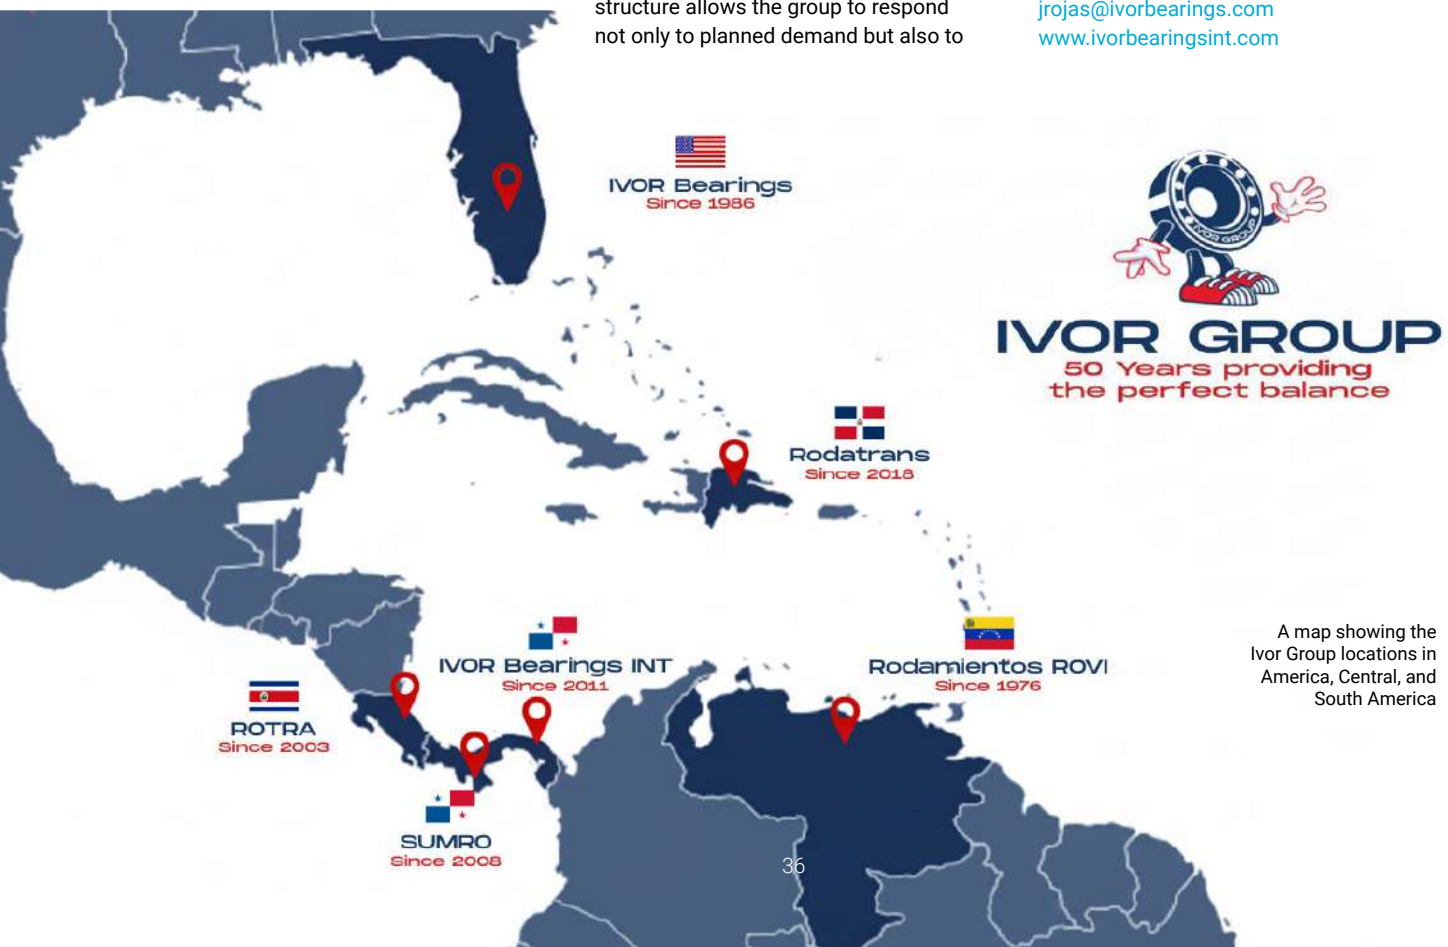 structure allows the group to respond
not only to planned demand but also to
jrojas@ivorbearings.com
www.ivorbearingsint.com
IVOR Bearings
Since 1986
IVOR GROUP
IVOR GROUP
50 Years providing
the perfect balance
Rodatrans
Since 2018
IVOR Bearings INT
Since 2011
Rodamientos ROVI
Since 1976
A map showing the
Ivor Group locations in
America, Central, and
South America
ROTRA
Since 2003
SUMRO
Since 2008
36